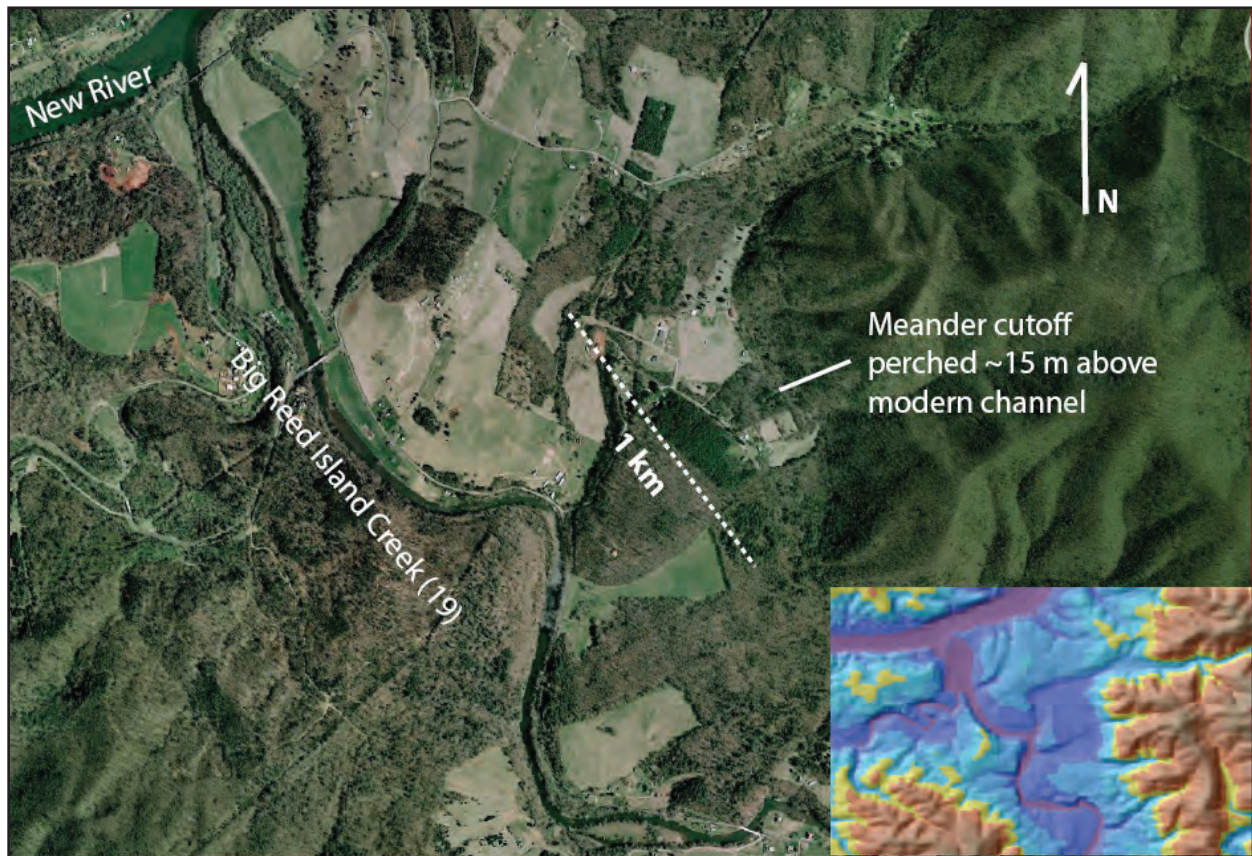 New River
N
Meander cutoff
perched ~15 m above
modern channel
Big Reed Island Creek (19)
1 km